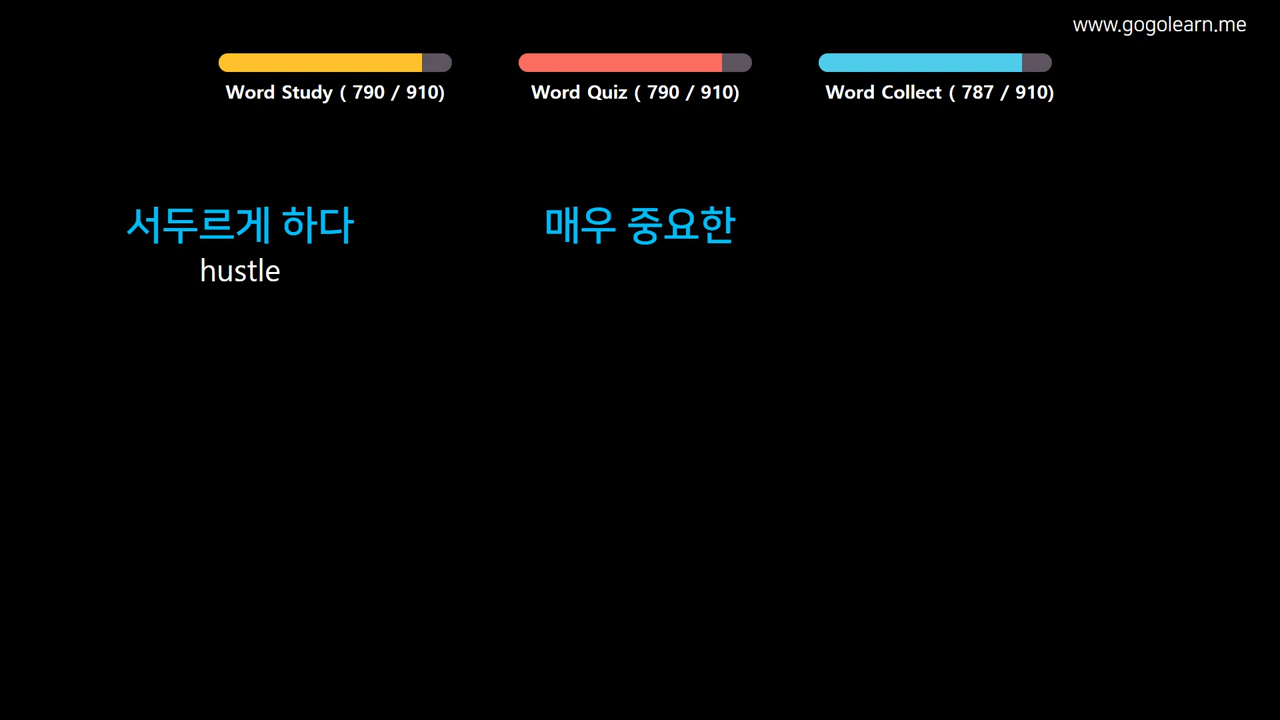 www.gogolearn.me
Word Study ( 790 / 910)
Word Quiz ( 790 / 910)
Word Collect ( 787 / 910)
서두르게 하다
hustle
매우 중요한